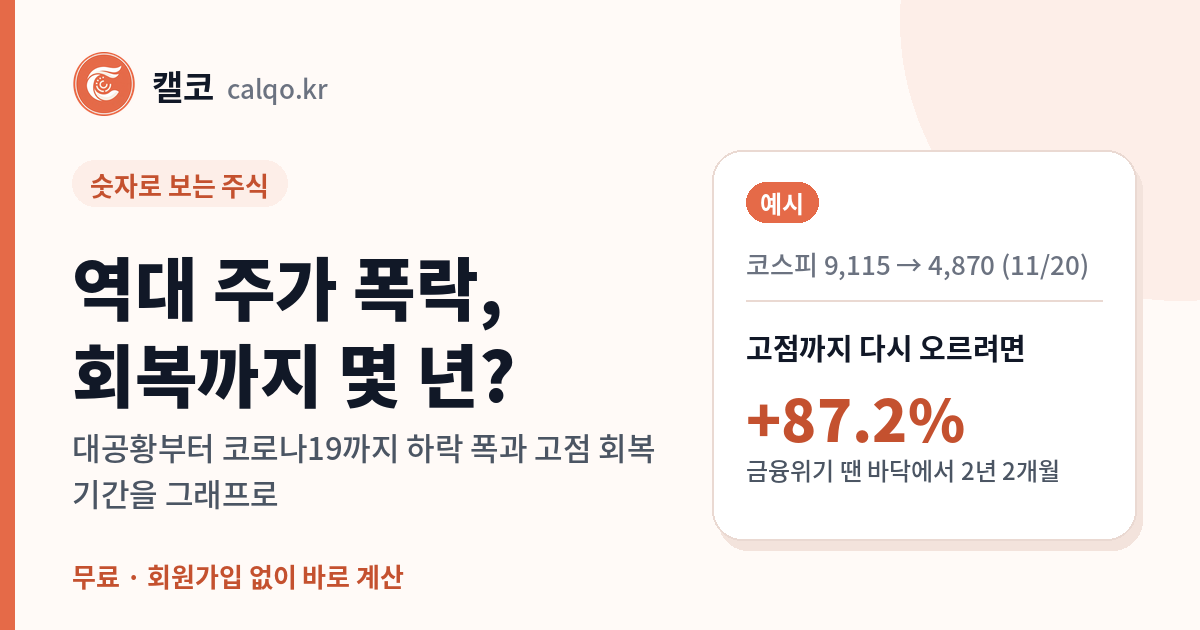 캘코 calqo.kr
숫자로 보는 주식
역대 주가 폭락,
회복까지 몇 년?
대공황부터 코로나19까지 하락 폭과 고점 회복
기간을 그래프로
무료 · 회원가입 없이 바로 계산
예시
코스피 9,115 → 4,870 (11/20)
고점까지 다시 오르려면
+87.2%
금융위기 땐 바닥에서 2년 2개월